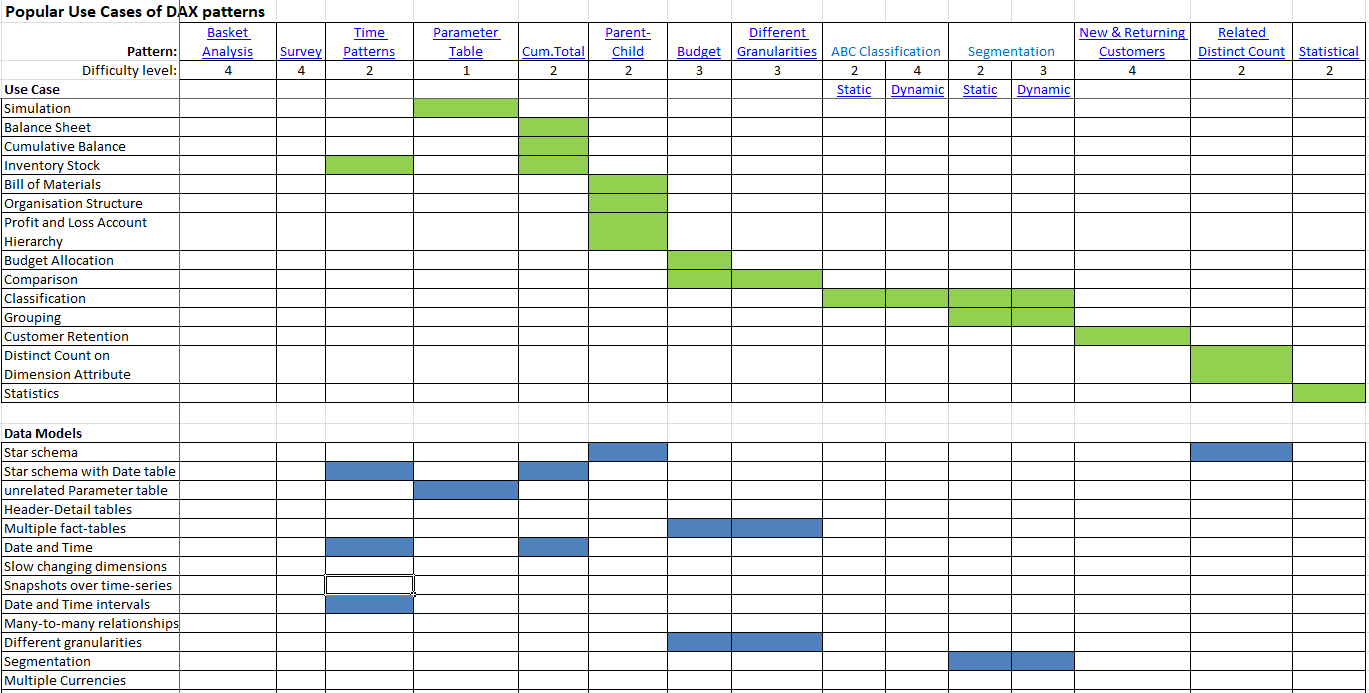 Popular Use Cases of DAX patterns
Basket Time Parameter Parent- Different New & Returning Related
Pattern: Analysis Survey Patterns Table Cum.Total Child Budget Granularities ABC Classification Segmentation Customers Distinct Count Statistical
Difficulty level: 4 4 2 1 2 2 3 3 2 4 2 3 4 2 2
Use Case Static Dynamic Static Dynamic
Simulation
Balance Sheet
Cumulative Balance
Inventory Stock
Bill of Materials
Organisation Structure
Profit and Loss Account
Hierarchy
Budget Allocation
Comparison
Classification
Grouping
Customer Retention
Distinct Count on
Dimension Attribute
Statistics
Data Models
Star schema
Star schema with Date table
unrelated Parameter table
Header-Detail tables
Multiple fact-tables
Date and Time
Slow changing dimensions
Snapshots over time-series
Date and Time intervals
Many-to-many relationships
Different granularities
Segmentation
Multiple Currencies